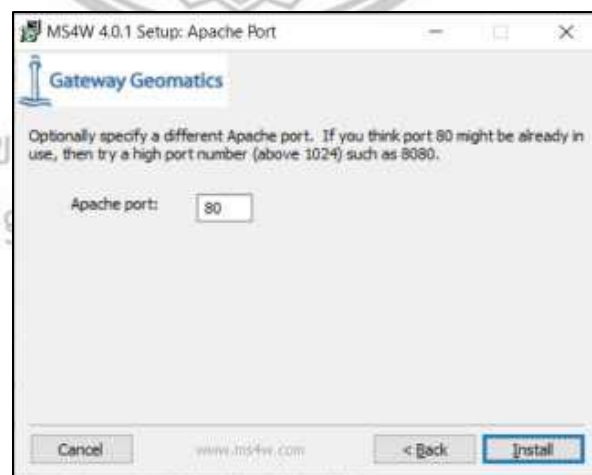 MS4W 4.0.1 Setup: Apache Port
Gateway Geomatics
Optionally specify a different Apache port. If you think port 80 might be already in
use, then try a high port number (above 1024) such as 8080.
Apache port: 80
Cancel www.ms4w.com < Back Install